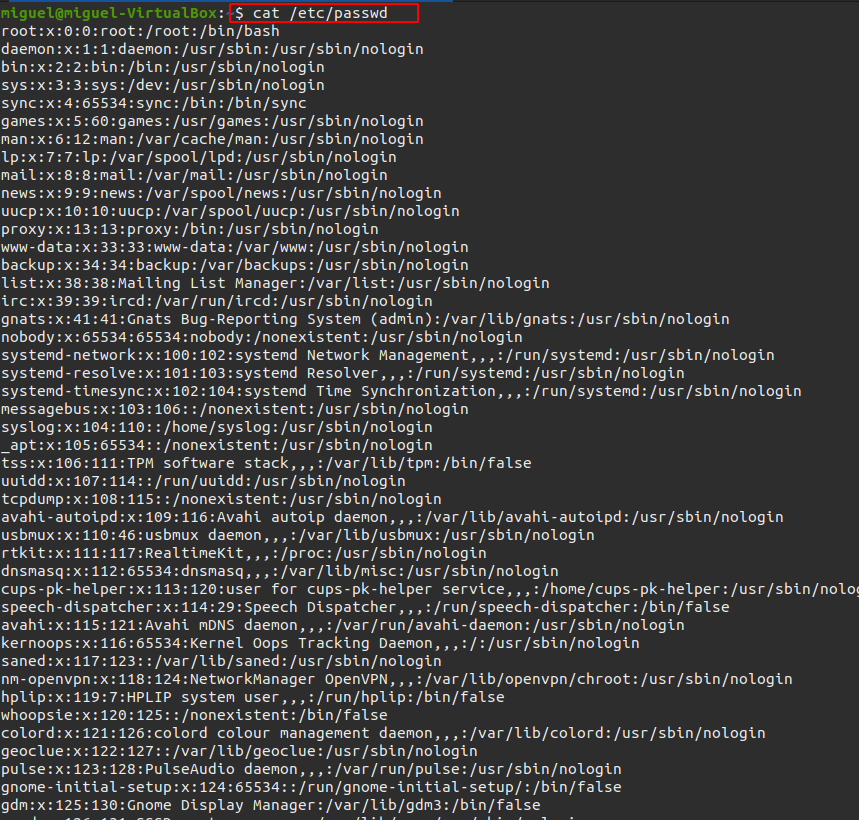 miguel@miguel-VirtualBox:~$ cat /etc/passwd
root:x:0:0:root:/root:/bin/bash
daemon:x:1:1:daemon:/usr/sbin:/usr/sbin/nologin
bin:x:2:2:bin:/bin:/usr/sbin/nologin
sys:x:3:3:sys:/dev:/usr/sbin/nologin
sync:x:4:65534:sync:/bin:/bin/sync
games:x:5:60:games:/usr/games:/usr/sbin/nologin
man:x:6:12:man:/var/cache/man:/usr/sbin/nologin
lp:x:7:7:lp:/var/spool/lpd:/usr/sbin/nologin
mail:x:8:8:mail:/var/mail:/usr/sbin/nologin
news:x:9:9:news:/var/spool/news:/usr/sbin/nologin
uucp:x:10:10:uucp:/var/spool/uucp:/usr/sbin/nologin
proxy:x:13:13:proxy:/bin:/usr/sbin/nologin
www-data:x:33:33:www-data:/var/www:/usr/sbin/nologin
backup:x:34:34:backup:/var/backups:/usr/sbin/nologin
list:x:38:38:Mailing List Manager:/var/list:/usr/sbin/nologin
irc:x:39:39:ircd:/var/run/ircd:/usr/sbin/nologin
gnats:x:41:41:Gnats Bug-Reporting System (admin):/var/lib/gnats:/usr/sbin/nologin
nobody:x:65534:65534:nobody:/nonexistent:/usr/sbin/nologin
systemd-network:x:100:102:systemd Network Management,,,:/run/systemd:/usr/sbin/nologin
systemd-resolve:x:101:103:systemd Resolver,,,:/run/systemd:/usr/sbin/nologin
systemd-timesync:x:102:104:systemd Time Synchronization,,,:/run/systemd:/usr/sbin/nologin
messagebus:x:103:106::/nonexistent:/usr/sbin/nologin
syslog:x:104:110::/home/syslog:/usr/sbin/nologin
_apt:x:105:65534::/nonexistent:/usr/sbin/nologin
tss:x:106:111:TPM software stack,,,:/var/lib/tpm:/bin/false
uuidd:x:107:114::/run/uuidd:/usr/sbin/nologin
tcpdump:x:108:115::/nonexistent:/usr/sbin/nologin
avahi-autoipd:x:109:116:Avahi autoip daemon,,,:/var/lib/avahi-autoipd:/usr/sbin/nologin
usbmux:x:110:46:usbmux daemon,,,:/var/lib/usbmux:/usr/sbin/nologin
rtkit:x:111:117:RealtimeKit,,,:/proc:/usr/sbin/nologin
dnsmasq:x:112:65534:dnsmasq,,,:/var/lib/misc:/usr/sbin/nologin
cups-pk-helper:x:113:120:user for cups-pk-helper service,,,:/home/cups-pk-helper:/usr/sbin/nolo
speech-dispatcher:x:114:29:Speech Dispatcher,,,:/run/speech-dispatcher:/bin/false
avahi:x:115:121:Avahi mDNS daemon,,,:/var/run/avahi-daemon:/usr/sbin/nologin
kernoops:x:116:65534:Kernel Oops Tracking Daemon,,,:/:/usr/sbin/nologin
saned:x:117:123::/var/lib/saned:/usr/sbin/nologin
nm-openvpn:x:118:124:NetworkManager OpenVPN,,,:/var/lib/openvpn/chroot:/usr/sbin/nologin
hplip:x:119:7:HPLIP system user,,,:/run/hplip:/bin/false
whoopsie:x:120:125::/nonexistent:/bin/false
colord:x:121:126:colord colour management daemon,,,:/var/lib/colord:/usr/sbin/nologin
geoclue:x:122:127::/var/lib/geoclue:/usr/sbin/nologin
pulse:x:123:128:PulseAudio daemon,,,:/var/run/pulse:/usr/sbin/nologin
gnome-initial-setup:x:124:65534::/run/gnome-initial-setup/:/bin/false
gdm:x:125:130:Gnome Display Manager:/var/lib/gdm3:/bin/false